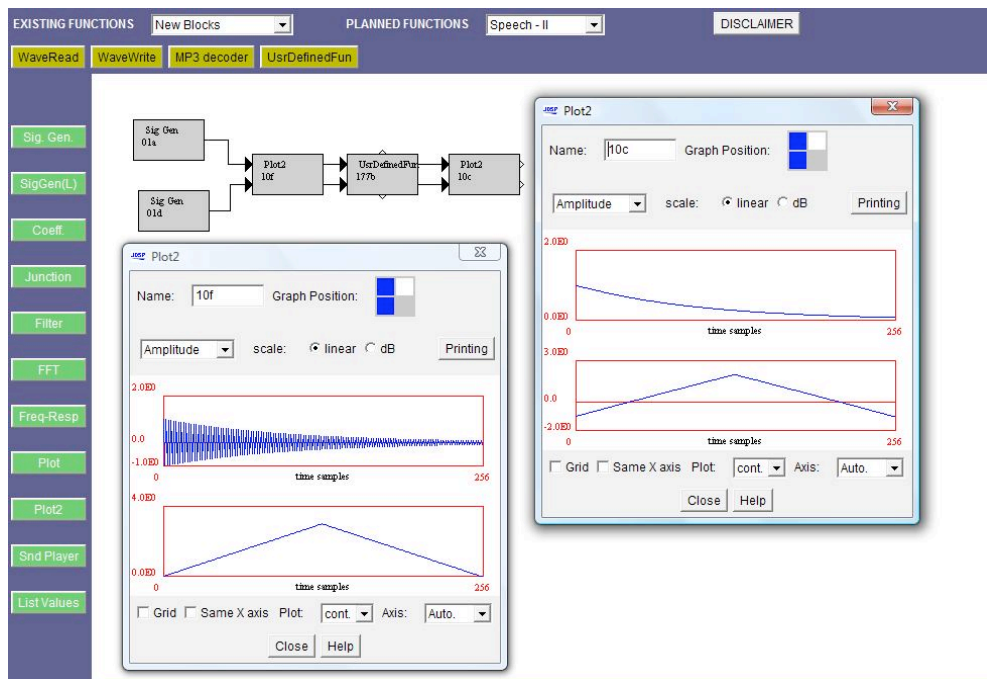 EXISTING FUNCTIONS New Blocks PLANNED FUNCTIONS Speech - II DISCLAIMER
WaveRead WaveWrite MP3 decoder UsrDefinedFun
Sig. Gen.
SigGen(L)
Coeff.
Junction
Filter
FFT
Freq-Resp
Plot
Plot2
Snd Player
List Values
Sig Gen
01a
Sig Gen
01d
Plot2
10f
UsrDefinedFun
177b
Plot2
10c
JDSP Plot2
Name: 10f Graph Position:
Amplitude scale: linear dB Printing
2.0E0
0.0
-1.0E0
0 time samples 256
4.0E0
0.0E0
0 time samples 256
Grid Same X axis Plot: cont. Axis: Auto.
Close Help
JDSP Plot2
Name: 10c Graph Position:
Amplitude scale: linear dB Printing
2.0E0
0.0E0
0 time samples 256
3.0E0
0.0
-2.0E0
0 time samples 256
Grid Same X axis Plot: cont. Axis: Auto.
Close Help